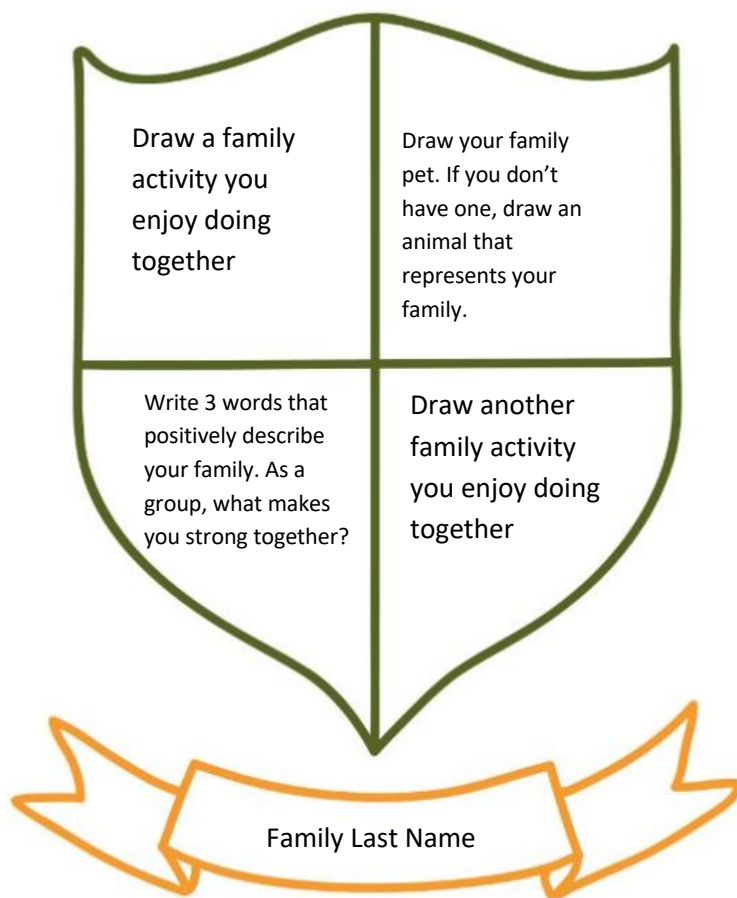 Draw a family
activity you
enjoy doing
together
Draw your family
pet. If you don’t
have one, draw an
animal that
represents your
family.
Write 3 words that
positively describe
your family. As a
group, what makes
you strong together?
Draw another
family activity
you enjoy doing
together
Family Last Name